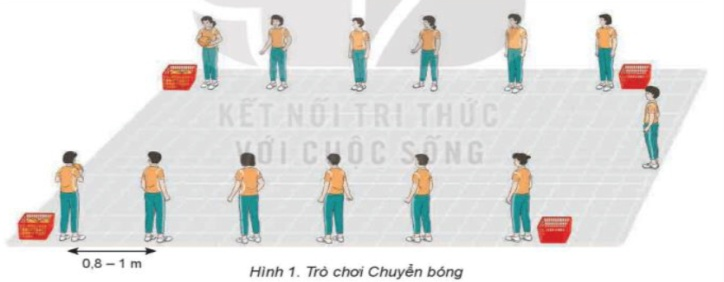 KẾT NỐI TRI THỨC
VỚI CUỘC SỐNG
0,8 – 1 m
Hình 1. Trò chơi Chuyển bóng